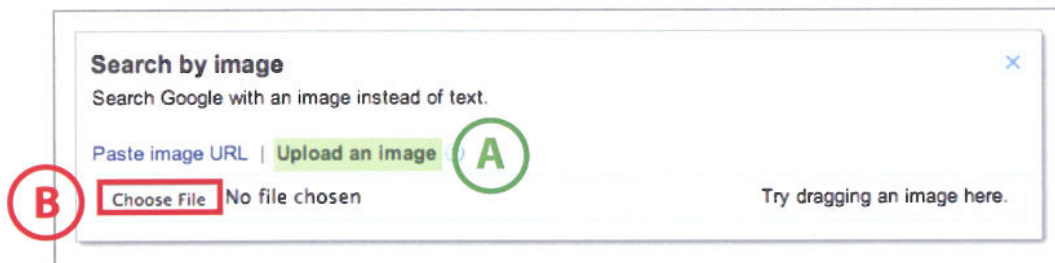 Search by image ×
Search Google with an image instead of text.
Paste image URL | Upload an image A
B Choose File No file chosen Try dragging an image here.